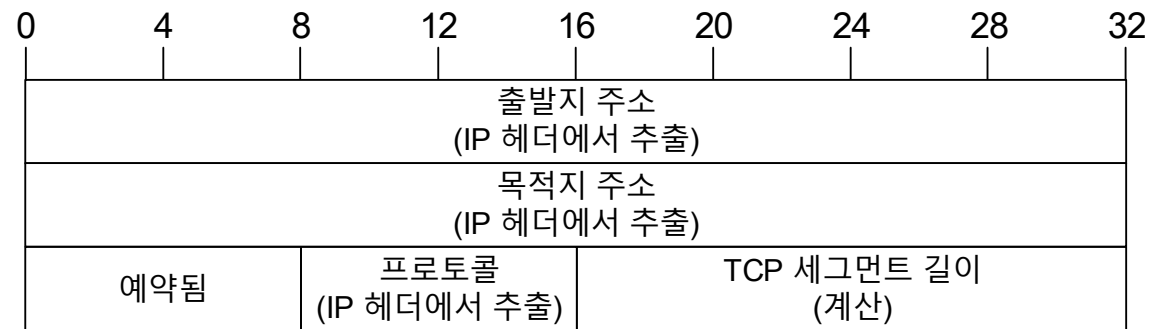 0 4 8 12 16 20 24 28 32
출발지 주소
(IP 헤더에서 추출)
목적지 주소
(IP 헤더에서 추출)
예약됨
프로토콜
(IP 헤더에서 추출)
TCP 세그먼트 길이
(계산)